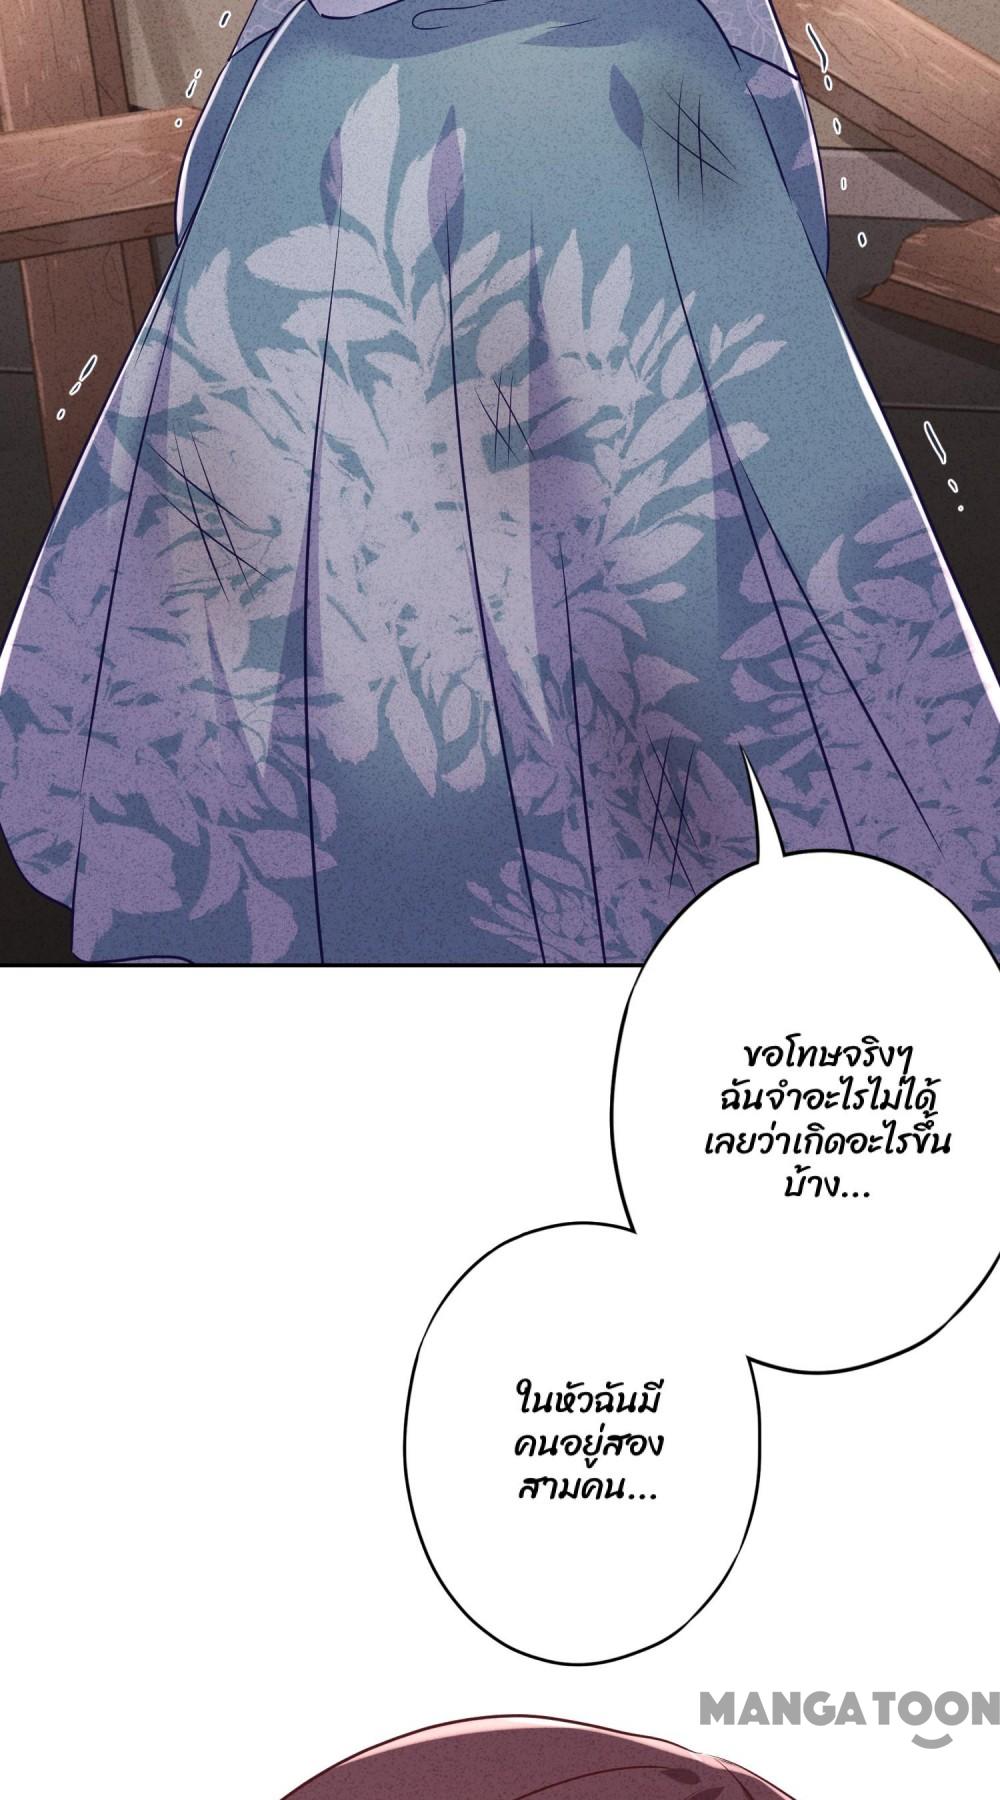 ขอโทษจริงๆ
ฉันจำอะไรไม่ได้
เลยว่าเกิดอะไรขึ้น
บ้าง...
ในหัวฉันมี
คนอยู่สอง
สามคน...
MANGATOON